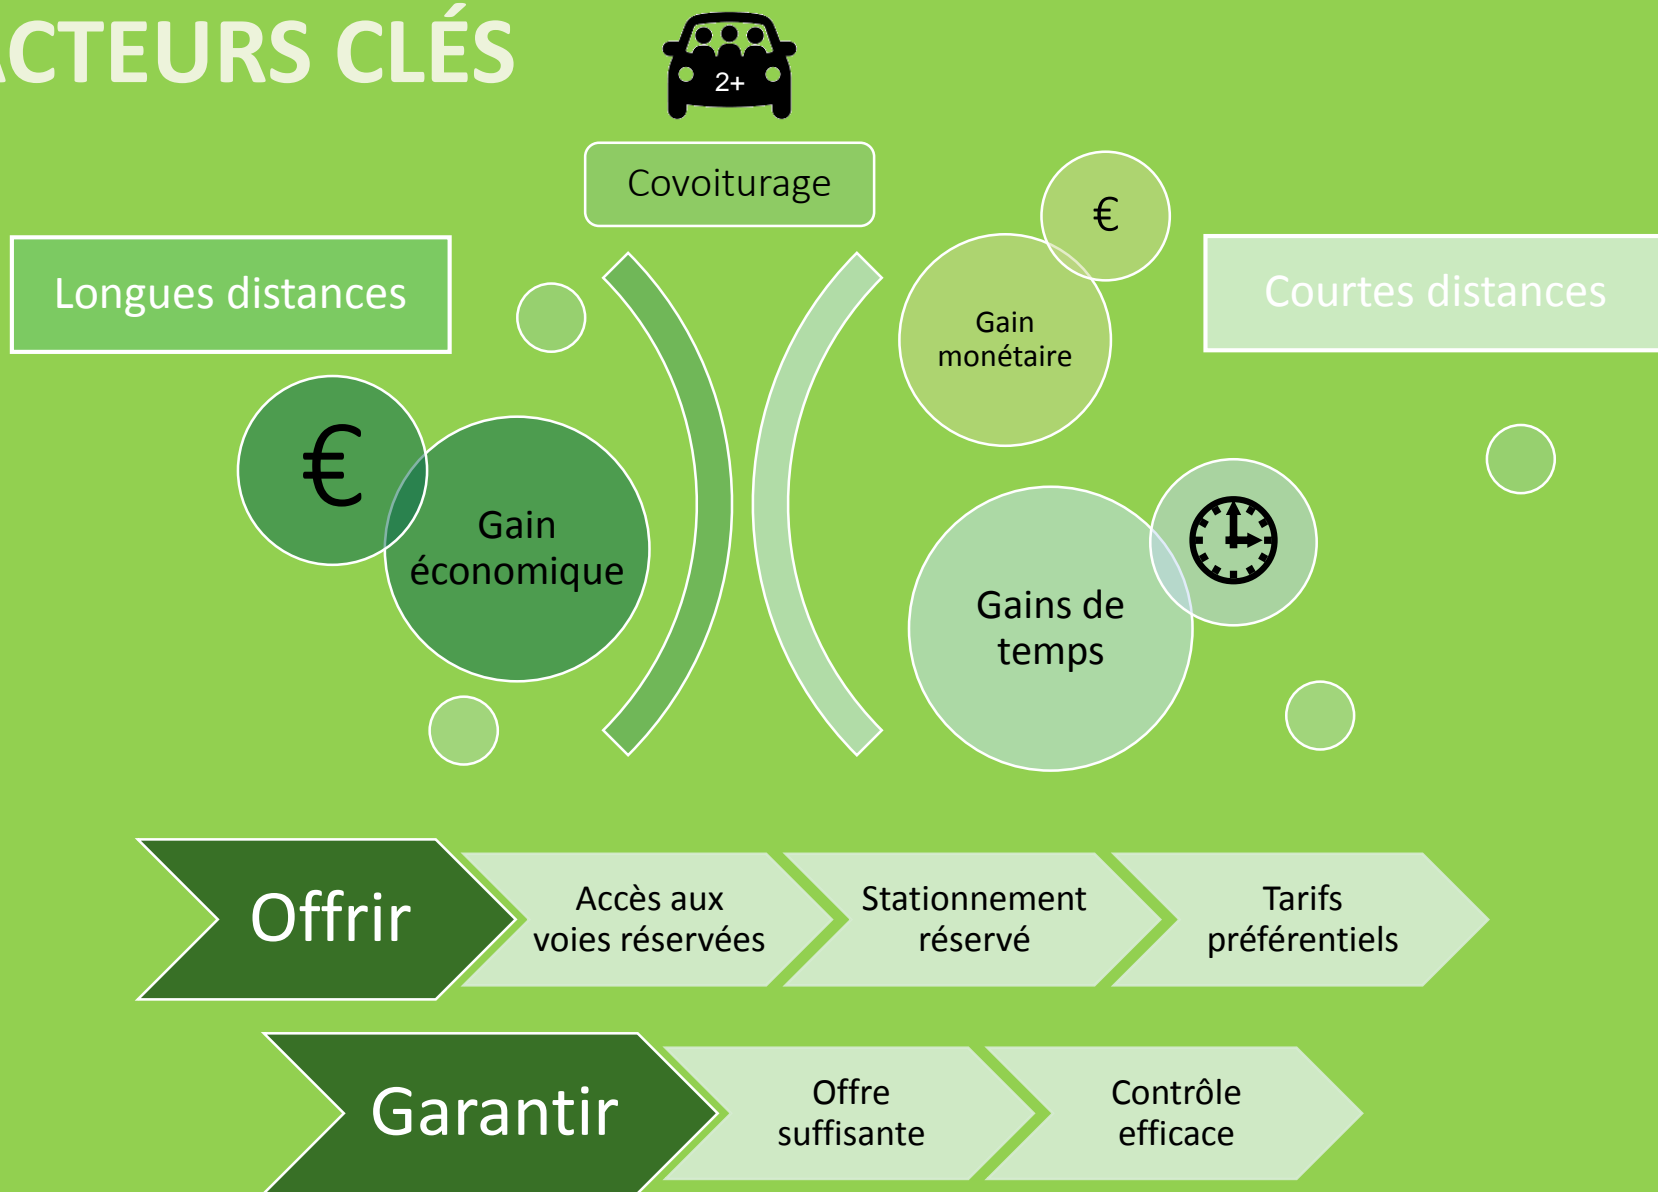 ACTEURS CLÉS
2+
Covoiturage
€
Longues distances
Courtes distances
Gain
monétaire
€
Gain
économique
Gains de
temps
Offrir
Accès aux
voies réservées
Stationnement
réservé
Tarifs
préférentiels
Garantir
Offre
suffisante
Contrôle
efficace